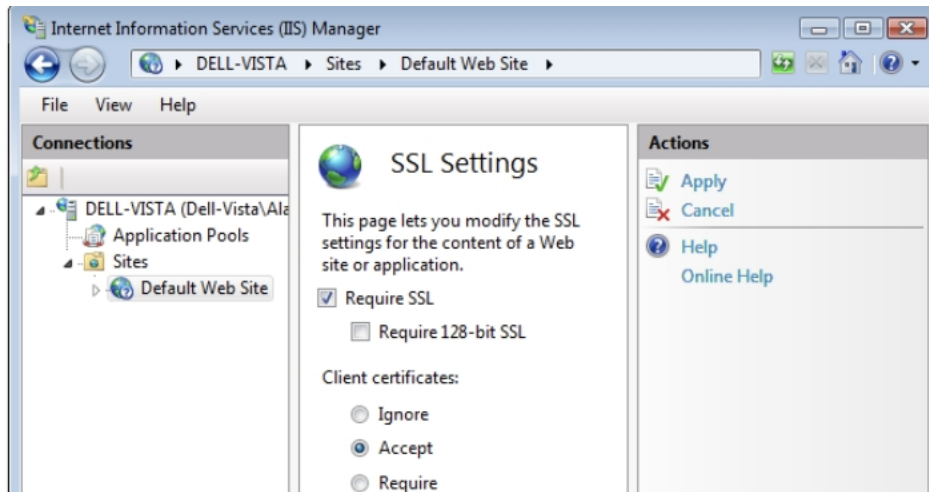 Internet Information Services (IIS) Manager
DELL-VISTA Sites Default Web Site
File View Help
Connections
DELL-VISTA (Dell-Vista\Ala
Application Pools
Sites
Default Web Site
SSL Settings
This page lets you modify the SSL
settings for the content of a Web
site or application.
Require SSL
Require 128-bit SSL
Client certificates:
Ignore
Accept
Require
Actions
Apply
Cancel
Help
Online Help